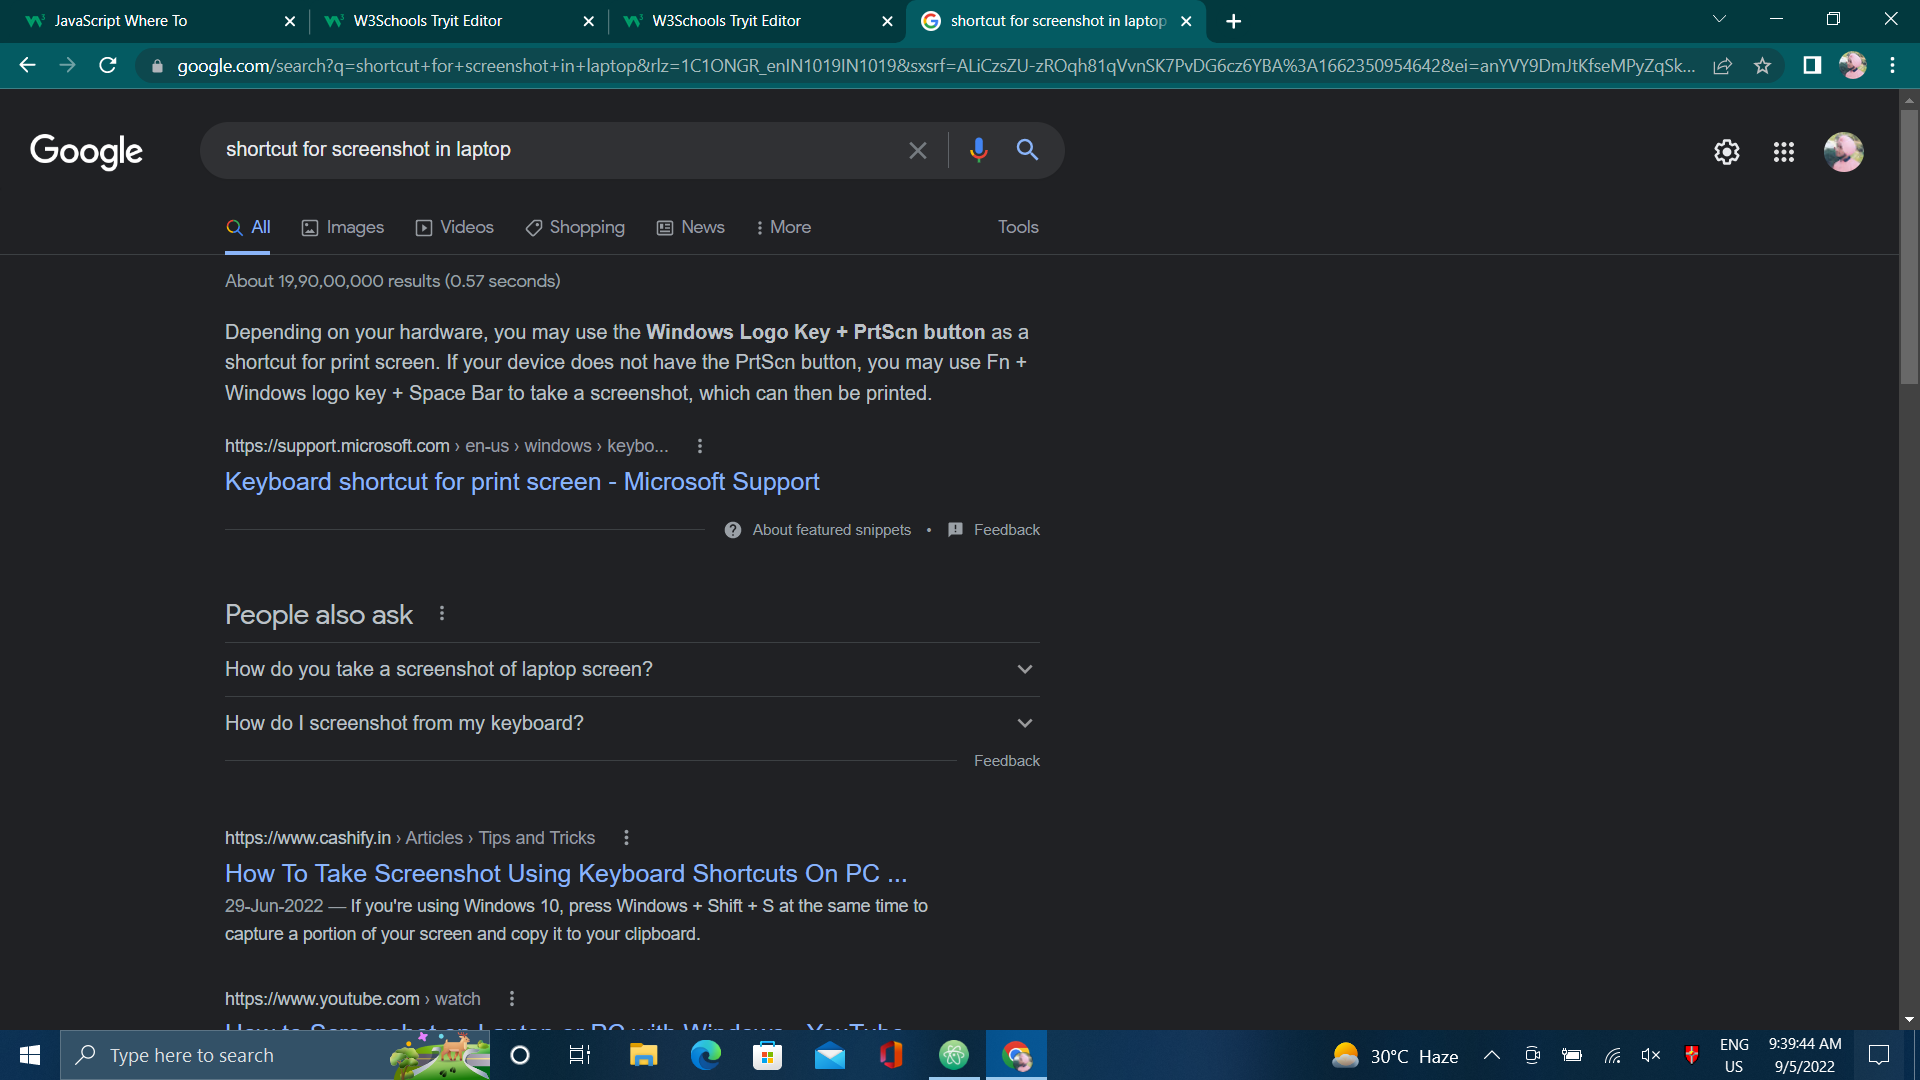 JavaScript Where To
W3Schools Tryit Editor
W3Schools Tryit Editor
shortcut for screenshot in laptop
google.com/search?q=shortcut+for+screenshot+in+laptop&rlz=1C1ONGR_enIN1019IN1019&sxsrf=ALiCzsZU-zROqh81qVvnSK7PvDG6cz6YBA%3A1662350954642&ei=anYVY9DmJtKfseMPyZqSk...
Google
shortcut for screenshot in laptop
All
Images
Videos
Shopping
News
More
Tools
About 19,90,00,000 results (0.57 seconds)
Depending on your hardware, you may use the Windows Logo Key + PrtScn button as a
shortcut for print screen. If your device does not have the PrtScn button, you may use Fn +
Windows logo key + Space Bar to take a screenshot, which can then be printed.
https://support.microsoft.com › en-us › windows › keybo...
Keyboard shortcut for print screen - Microsoft Support
About featured snippets • Feedback
People also ask
How do you take a screenshot of laptop screen?
How do I screenshot from my keyboard?
Feedback
https://www.cashify.in › Articles › Tips and Tricks
How To Take Screenshot Using Keyboard Shortcuts On PC ...
29-Jun-2022 — If you're using Windows 10, press Windows + Shift + S at the same time to
capture a portion of your screen and copy it to your clipboard.
https://www.youtube.com › watch
How to Screenshot on Laptop or PC with Windows - YouTube
Type here to search
30°C Haze
ENG
US
9:39:44 AM
9/5/2022